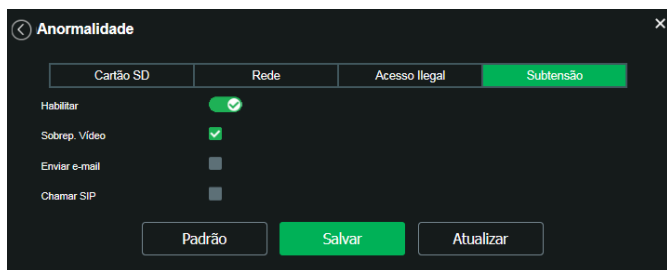 Anormalidade
Cartão SD Rede Acesso Ilegal Subtensão
Habilitar
Sobrep. Vídeo
Enviar e-mail
Chamar SIP
Padrão Salvar Atualizar